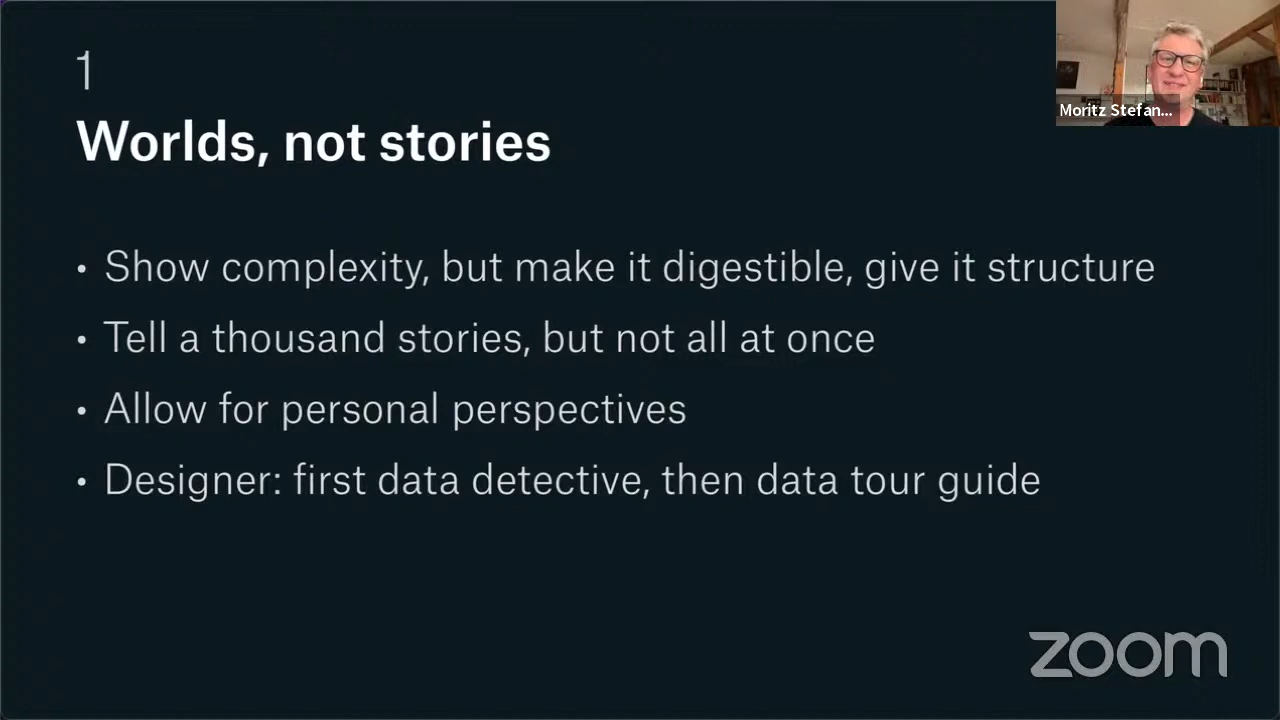 1
Worlds, not stories
• Show complexity, but make it digestible, give it structure
• Tell a thousand stories, but not all at once
• Allow for personal perspectives
• Designer: first data detective, then data tour guide
Moritz Stefan...
zoom